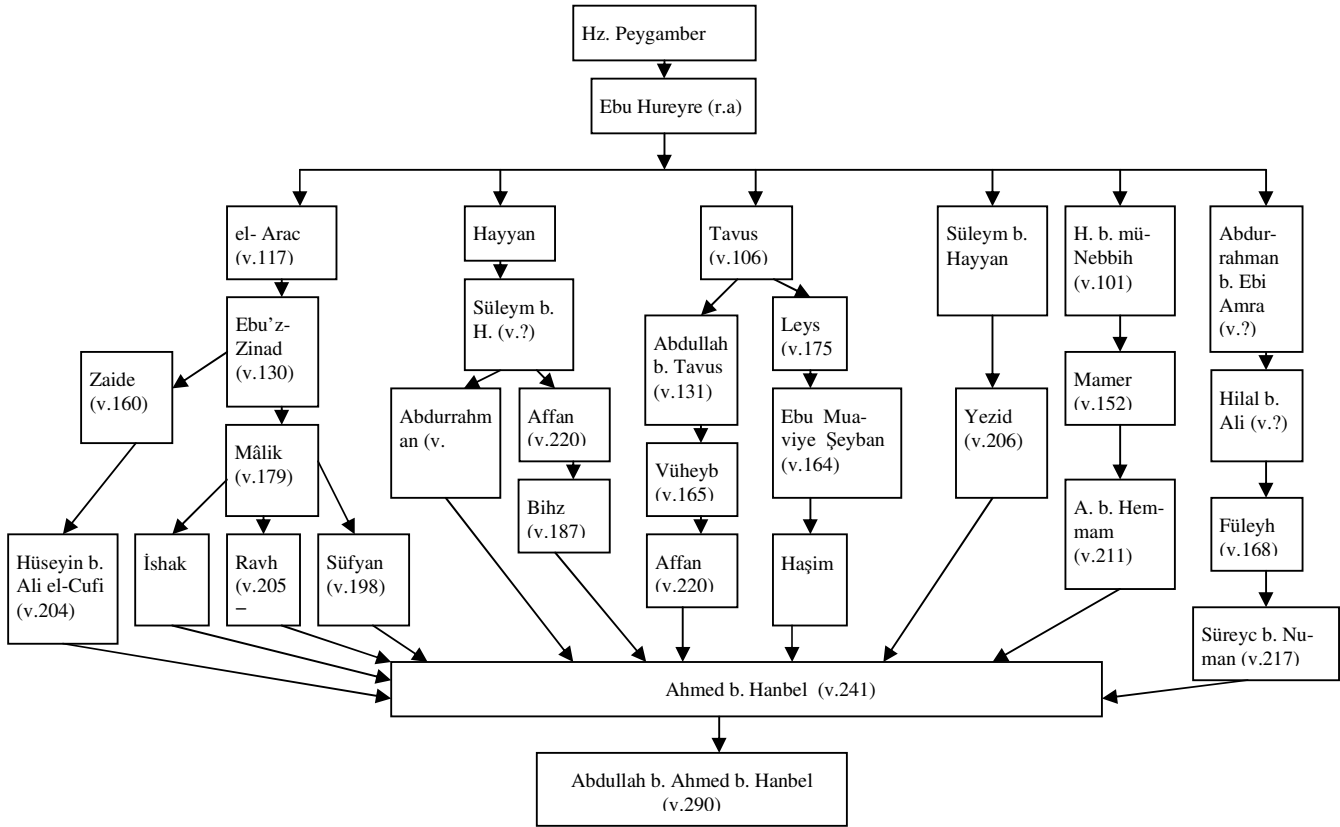 Hz. Peygamber
Ebu Hureyre (r.a)
el- Arac
(v.117)
Hayyan
Tavus
(v.106)
Süleym b.
Hayyan
H. b. mü-
Nebbih
(v.101)
Abdur-
rahman
b. Ebi
Amra
(v.?)
Ebu’z-
Zinad
(v.130)
Süleym b.
H. (v.?)
Abdullah
b. Tavus
(v.131)
Leys
(v.175
Zaide
(v.160)
Mamer
(v.152)
Hilal b.
Ali (v.?)
Abdurrahm
an (v.
Affan
(v.220)
Ebu Mua-
viye Şeyban
(v.164)
Yezid
(v.206)
Mâlik
(v.179)
Vüheyb
(v.165)
Bihz
(v.187)
A. b. Hem-
mam
(v.211)
Füleyh
(v.168)
Hüseyin b.
Ali el-Cufi
(v.204)
İshak
Ravh
(v.205
–
Süfyan
(v.198)
Affan
(v.220)
Haşim
Süreyc b. Nu-
man (v.217)
Ahmed b. Hanbel (v.241)
Abdullah b. Ahmed b. Hanbel
(v.290)